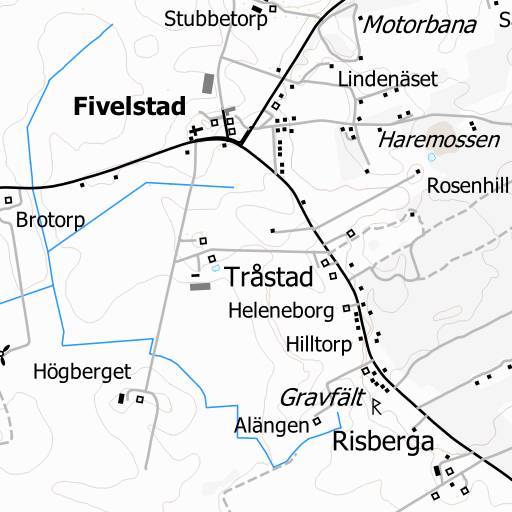 Stubbetorp
Motorbana
S
Lindenäset
Fivelstad
Haremossen
Rosenhill
Brotorp
Tråstad
Heleneborg
Hilltorp
Högberget
Gravfält
Alängen
Risberga